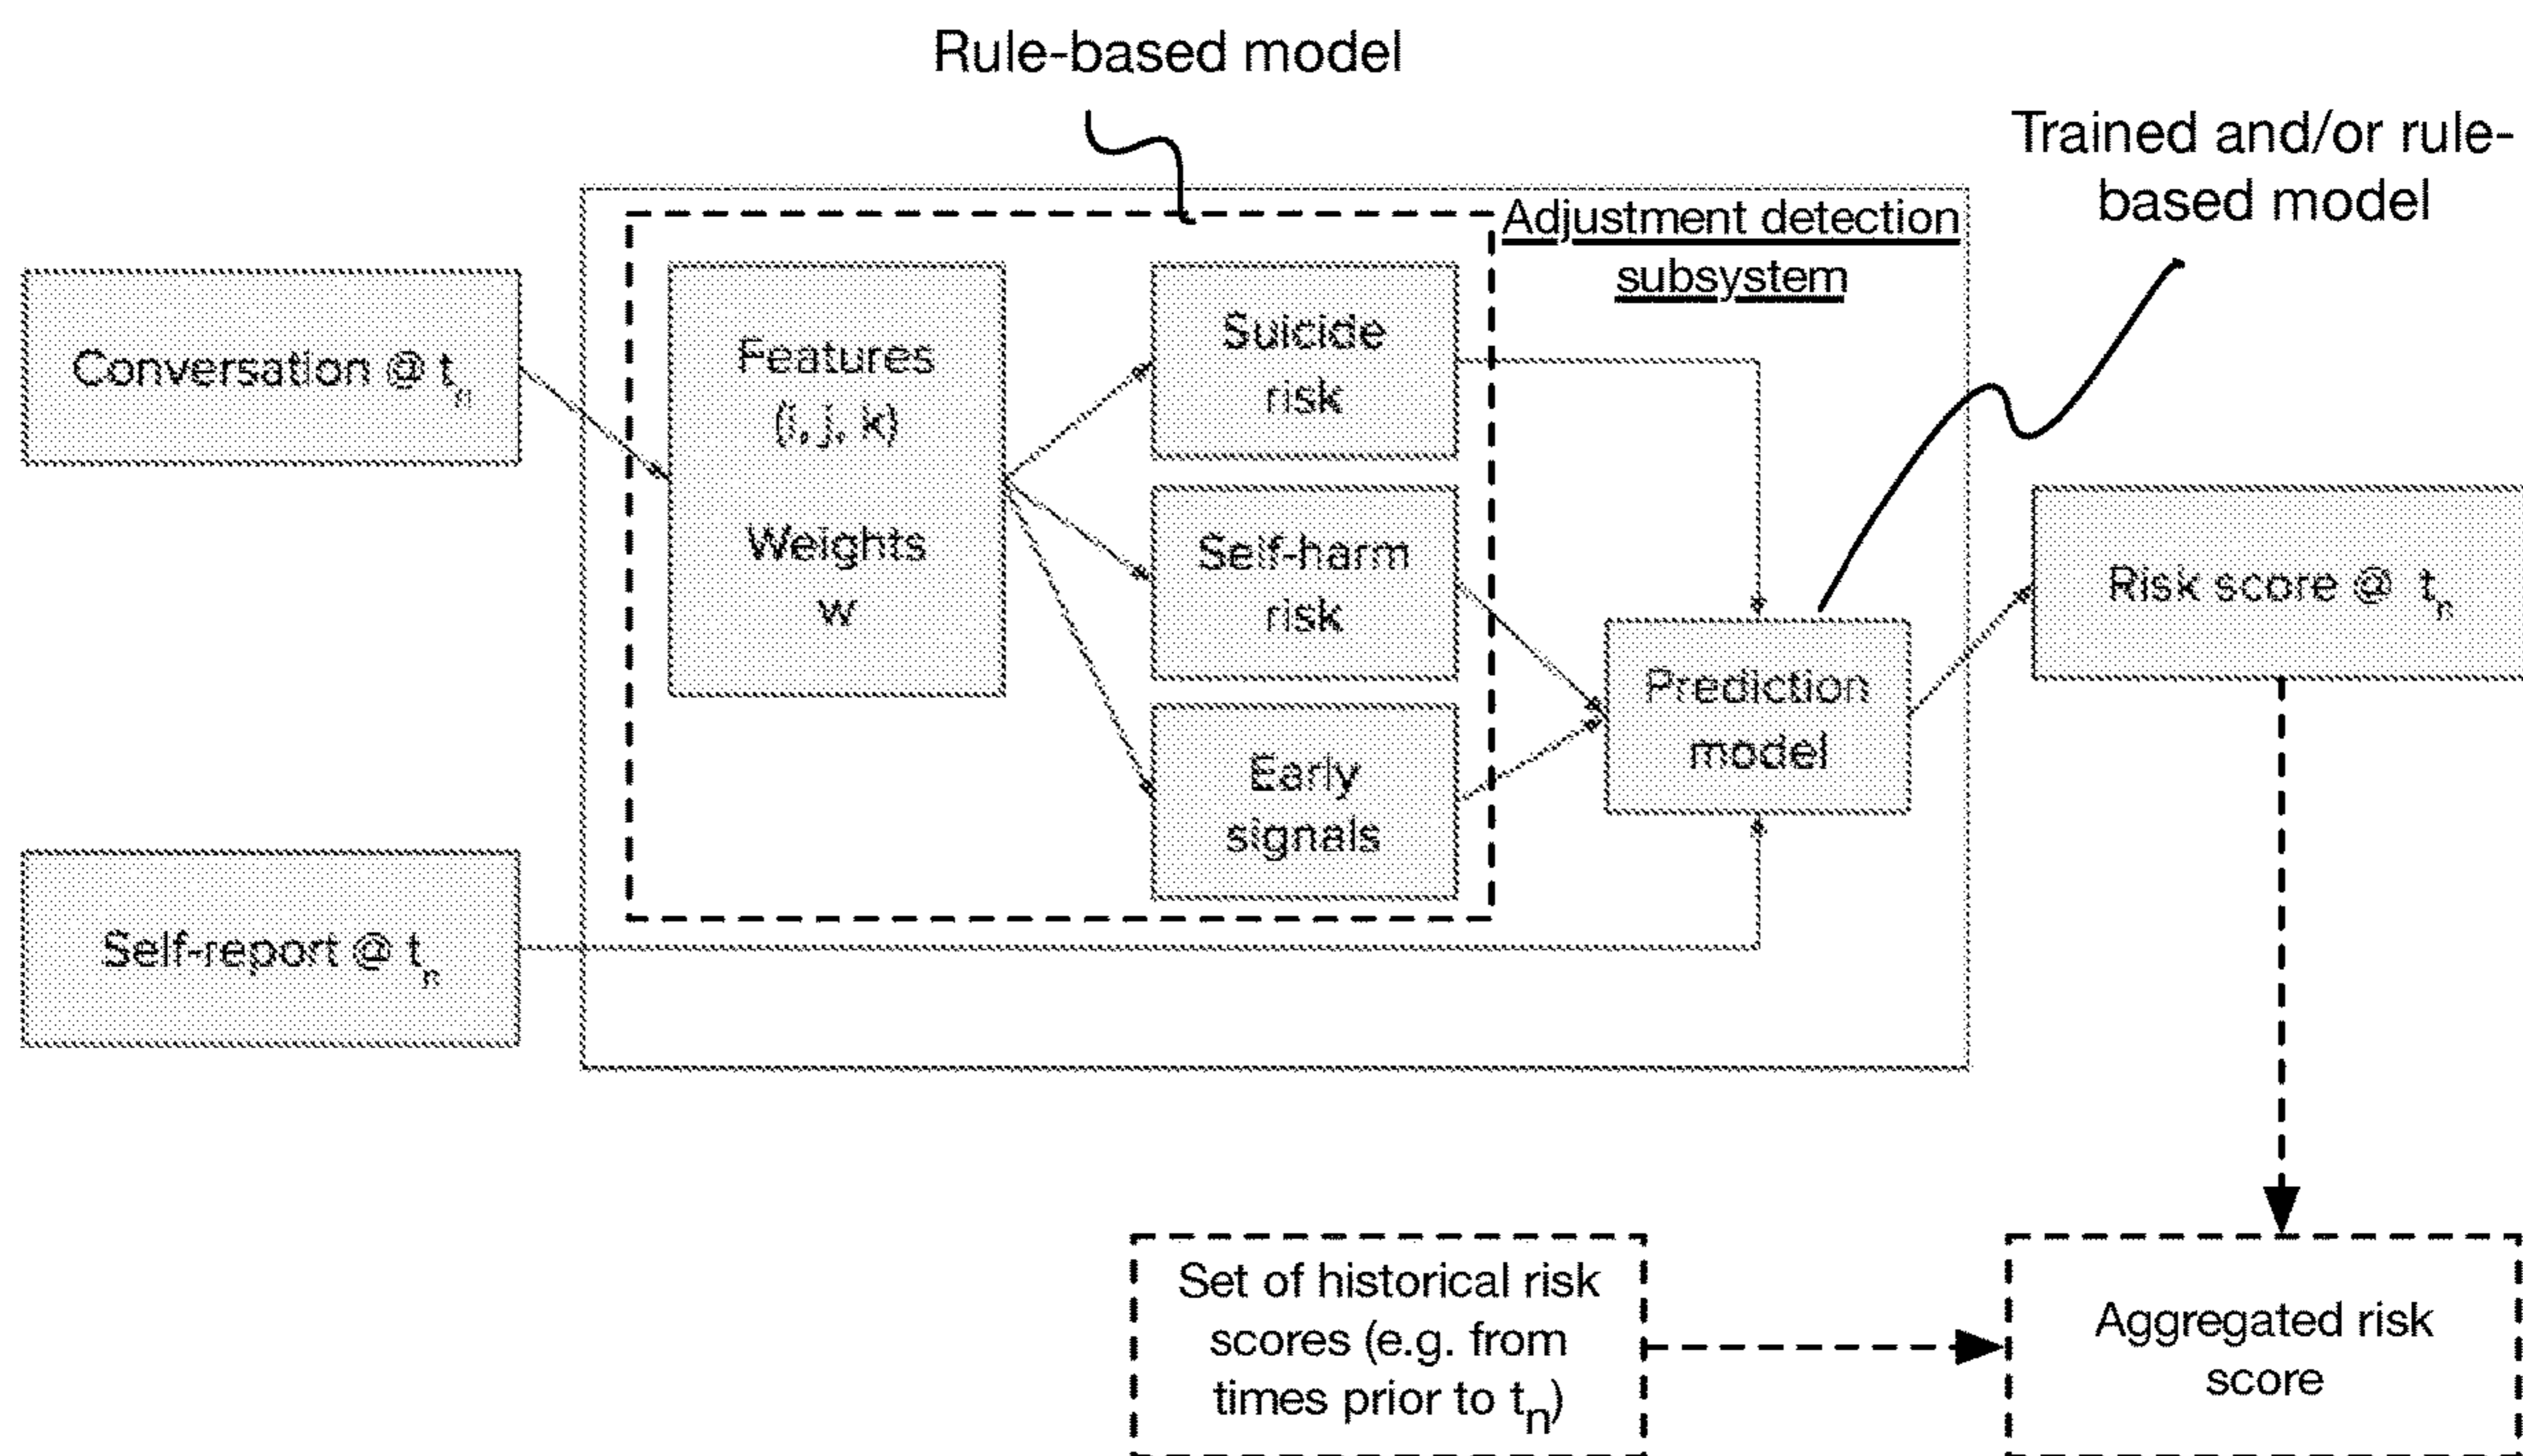 Rule-based model
Trained and/or rule-
based model
Adjustment detection
subsystem
Conversation @ tn
Features
(i, j, k)
Weights
w
Suicide
risk
Self-harm
risk
Early
signals
Prediction
model
Risk score @ tn
Self-report @ tn
Set of historical risk
scores (e.g. from
times prior to tn)
Aggregated risk
score